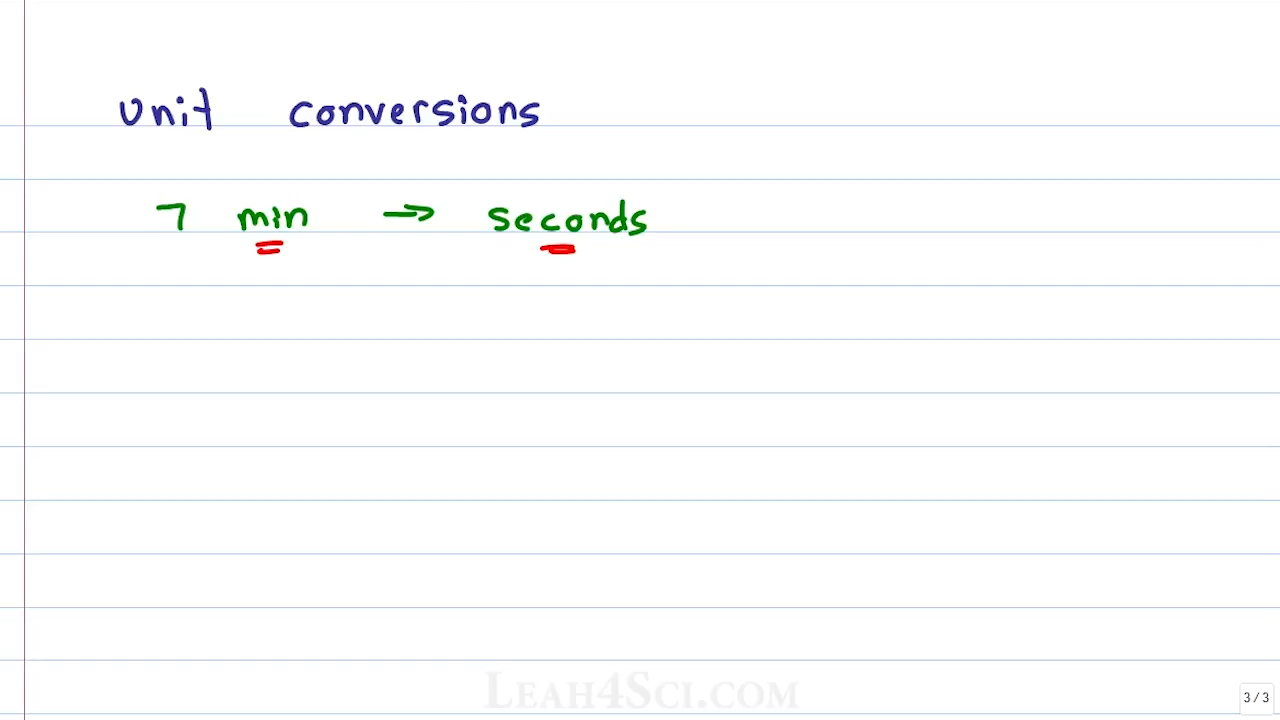 unit conversions
7 min → seconds
LEAH4SCI.COM
3 / 3